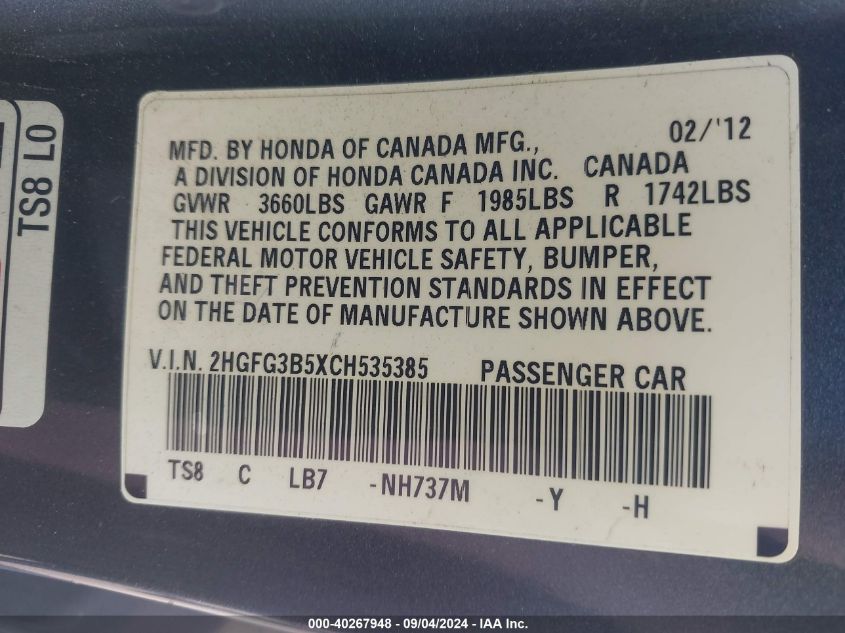 TS8 L0
02/'12
MFD. BY HONDA OF CANADA MFG.,
A DIVISION OF HONDA CANADA INC. CANADA
GVWR 3660LBS GAWR F 1985LBS R 1742LBS
THIS VEHICLE CONFORMS TO ALL APPLICABLE
FEDERAL MOTOR VEHICLE SAFETY, BUMPER,
AND THEFT PREVENTION STANDARDS IN EFFECT
ON THE DATE OF MANUFACTURE SHOWN ABOVE.
V.I.N. 2HGFG3B5XCH535385 PASSENGER CAR
TS8 C LB7 -NH737M -Y -H
000-40267948 - 09/04/2024 - IAA Inc.